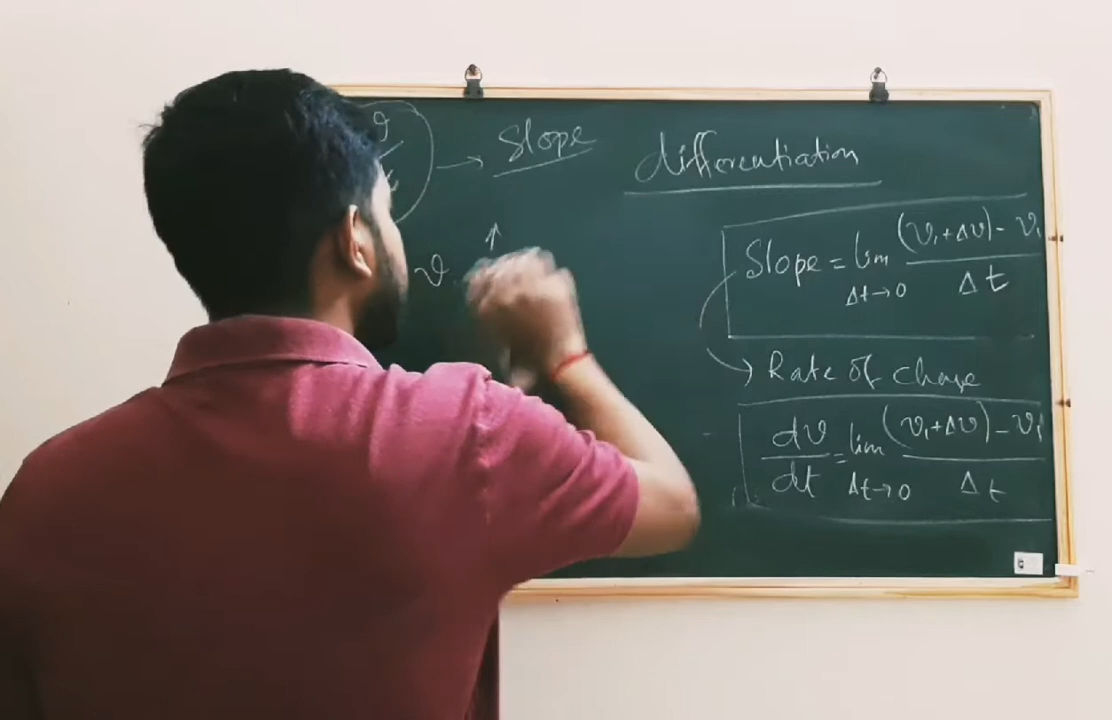 → Slope
differentiation
Slope = lim Δt→0 (v₁+Δv) - v₁ / Δt
v
Rate of change
dv/dt = lim Δt→0 (v₁+Δv) - v₁ / Δt